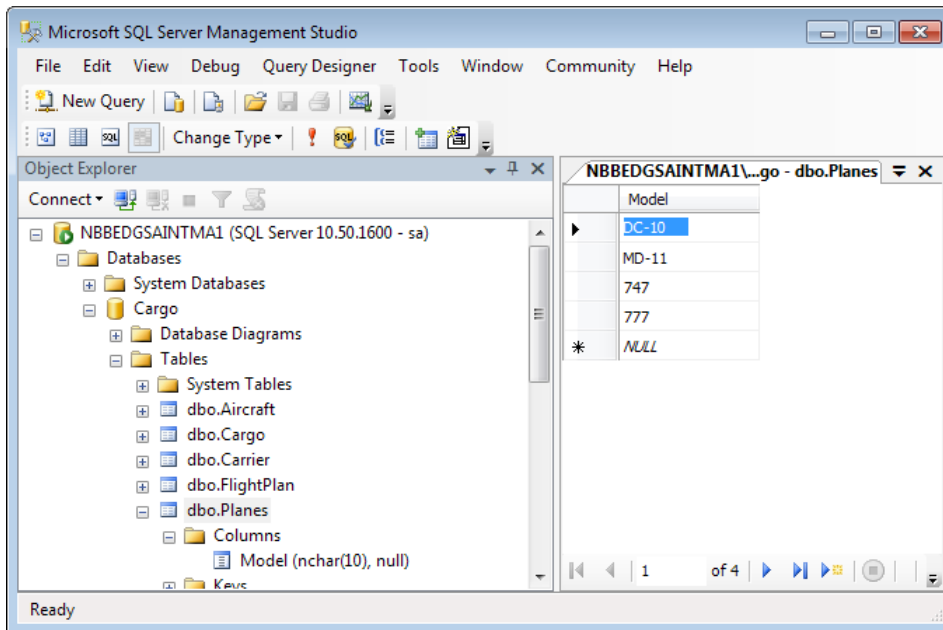 Microsoft SQL Server Management Studio
File Edit View Debug Query Designer Tools Window Community Help
New Query
SQL Change Type SQL
Object Explorer
Connect
NBBEDGSAINTMA1 (SQL Server 10.50.1600 - sa)
Databases
System Databases
Cargo
Database Diagrams
Tables
System Tables
dbo.Aircraft
dbo.Cargo
dbo.Carrier
dbo.FlightPlan
dbo.Planes
Columns
Model (nchar(10), null)
Keys
NBBEDGSAINTMA1\...go - dbo.Planes
Model
DC-10
MD-11
747
777
NULL
1 of 4
Ready